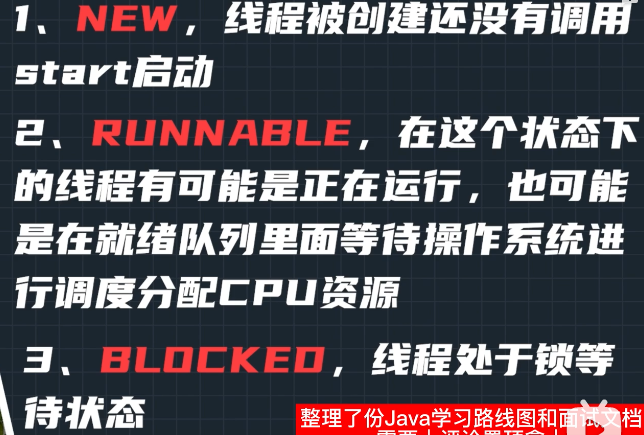 1、NEW，线程被创建还没有调用
start启动
2、RUNNABLE，在这个状态下
的线程有可能是正在运行，也可能
是在就绪队列里面等待操作系统进
行调度分配CPU资源
3、BLOCKED，线程处于锁等
待状态
整理了份Java学习路线图和面试文档